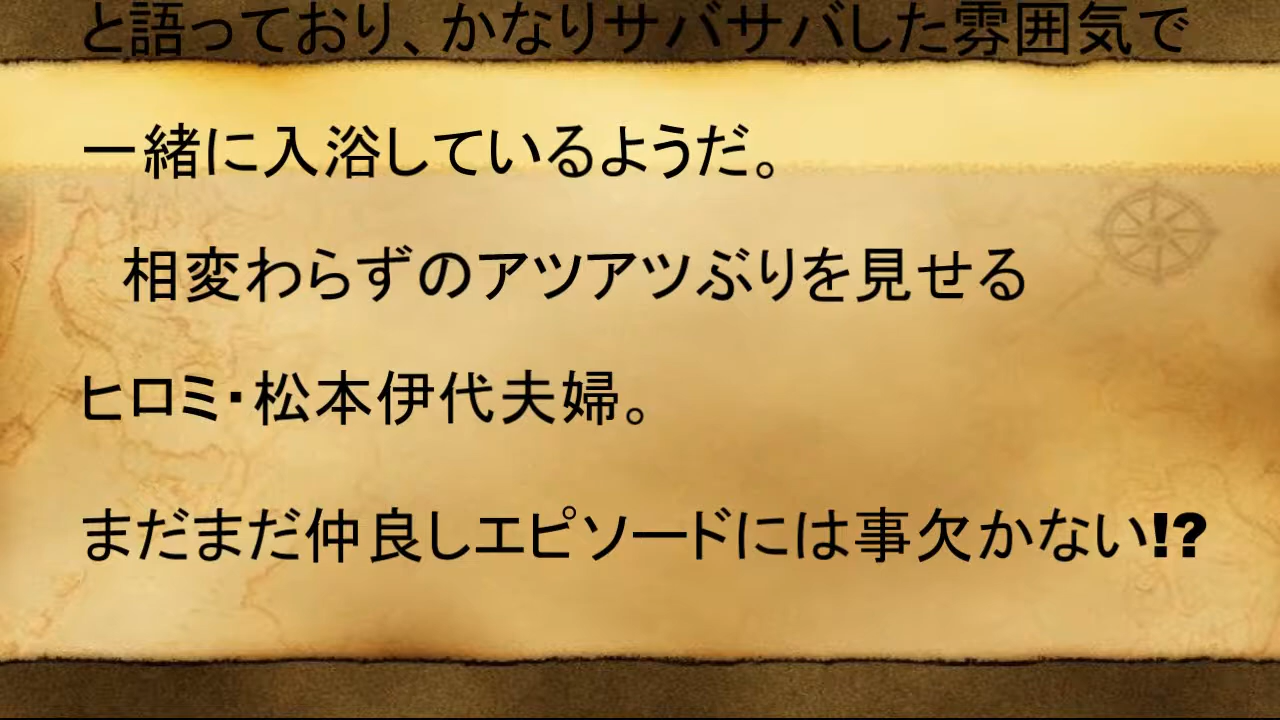 と語っており、かなりサバサバした雰囲気で
一緒に入浴しているようだ。
相変わらずのアツアツぶりを見せる
ヒロミ・松本伊代夫婦。
まだまだ仲良しエピソードには事欠かない!?